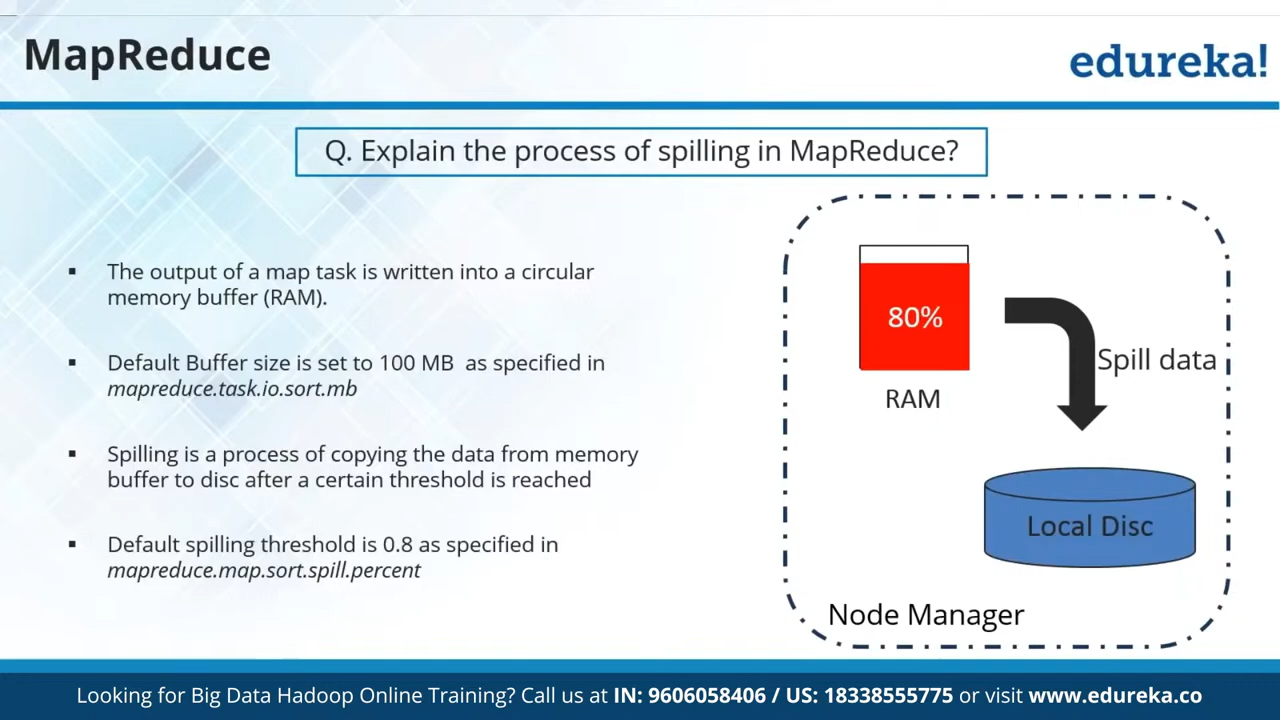 MapReduce
edureka!
Q. Explain the process of spilling in MapReduce?
▪ The output of a map task is written into a circular
memory buffer (RAM).
▪ Default Buffer size is set to 100 MB as specified in
mapreduce.task.io.sort.mb
▪ Spilling is a process of copying the data from memory
buffer to disc after a certain threshold is reached
▪ Default spilling threshold is 0.8 as specified in
mapreduce.map.sort.spill.percent
80%
RAM
Spill data
Local Disc
Node Manager
Looking for Big Data Hadoop Online Training? Call us at IN: 9606058406 / US: 18338555775 or visit www.edureka.co